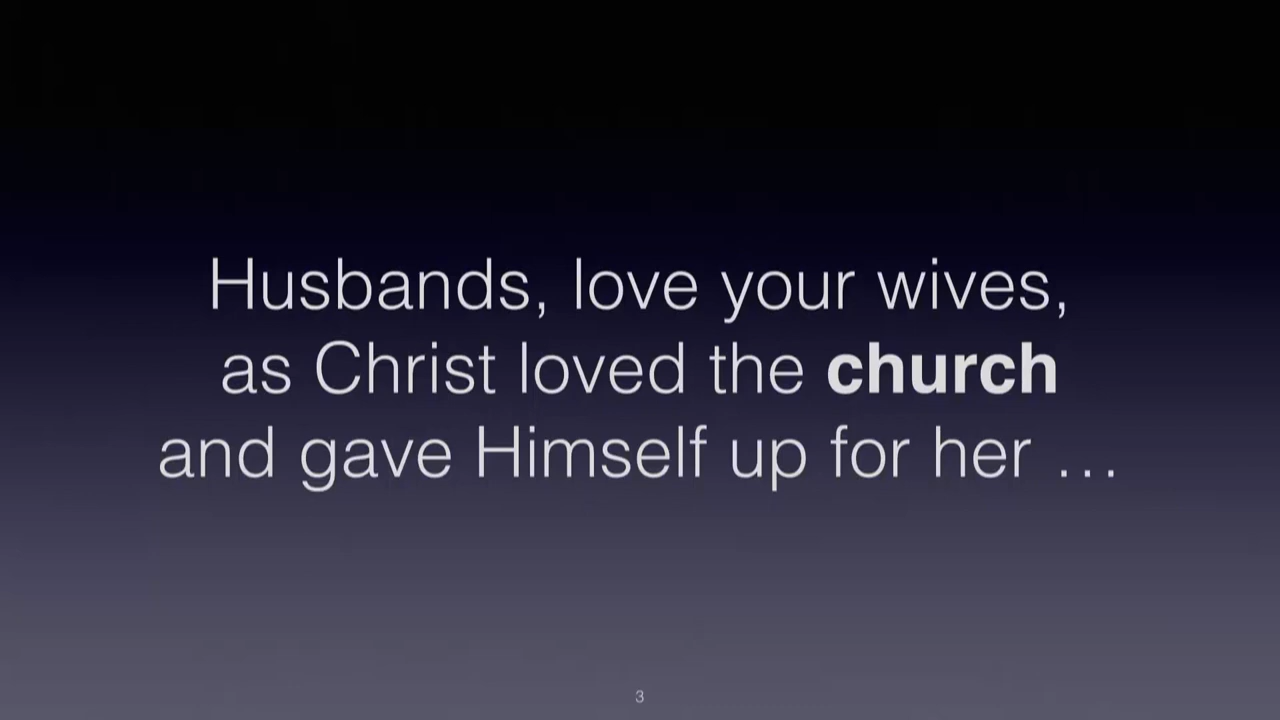 Husbands, love your wives,
as Christ loved the church
and gave Himself up for her …
3